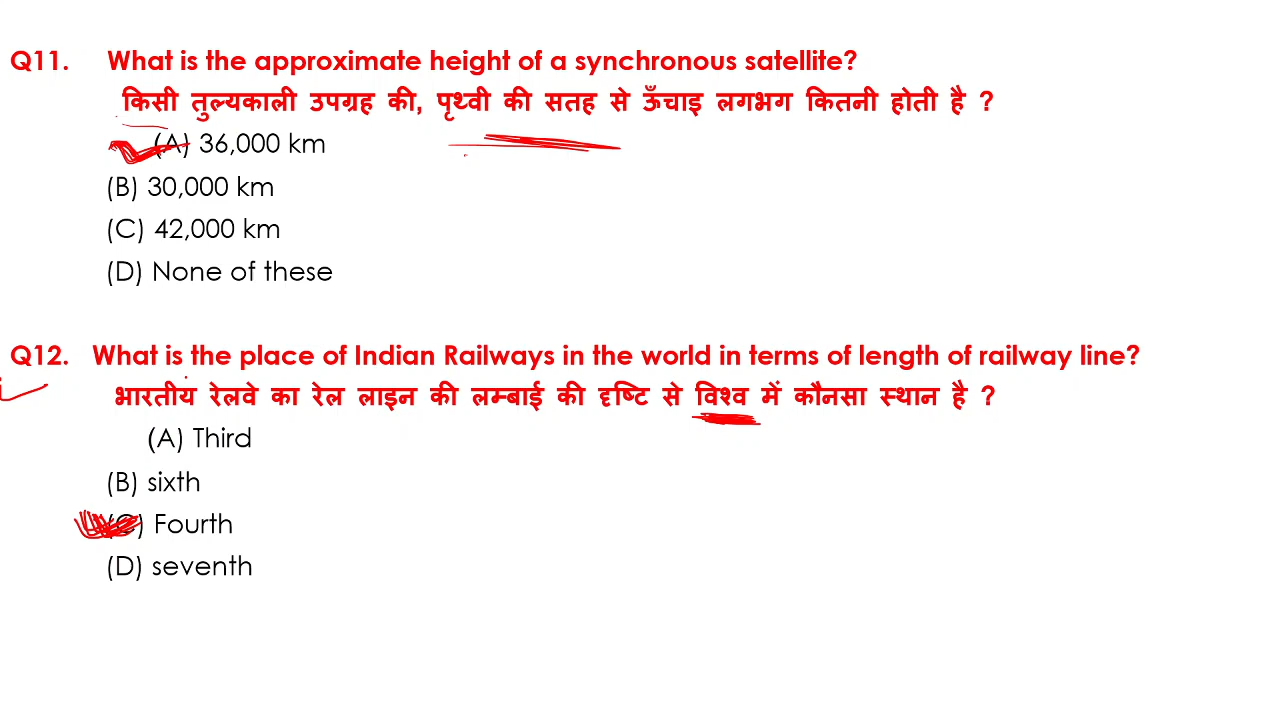 Q11. What is the approximate height of a synchronous satellite?
किसी तुल्यकाली उपग्रह की, पृथ्वी की सतह से ऊँचाइ लगभग कितनी होती है ?
(A) 36,000 km
(B) 30,000 km
(C) 42,000 km
(D) None of these
Q12. What is the place of Indian Railways in the world in terms of length of railway line?
भारतीय रेलवे का रेल लाइन की लम्बाई की दृष्टि से विश्व में कौनसा स्थान है ?
(A) Third
(B) sixth
(C) Fourth
(D) seventh